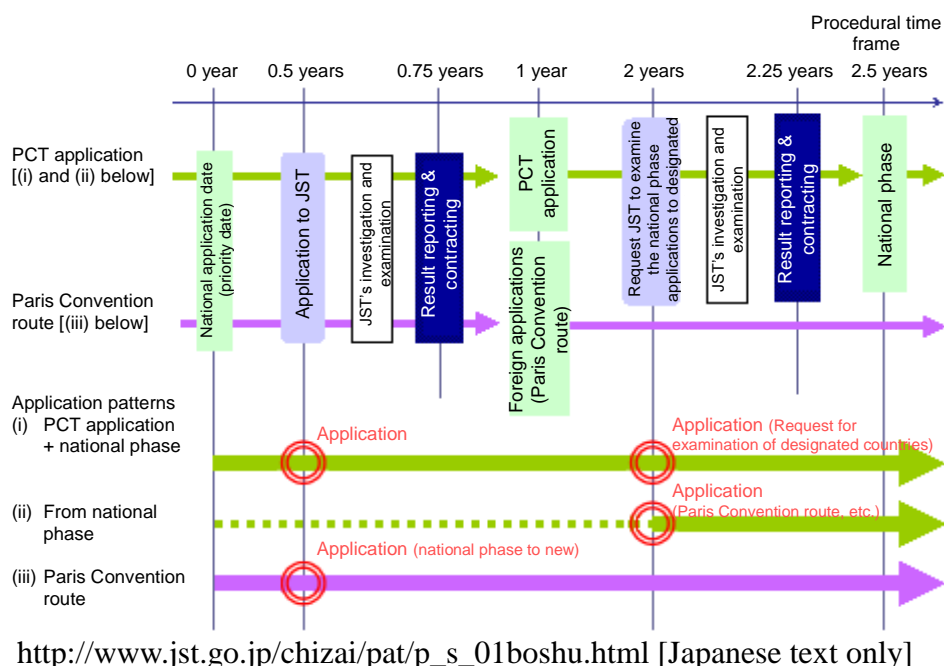 Procedural time
frame
0 year
0.5 years
0.75 years
1 year
2 years
2.25 years
2.5 years
PCT application
[(i) and (ii) below]
National application date
(priority date)
Application to JST
JST's investigation and
examination
Result reporting &
contracting
PCT
application
Request JST to examine
the national phase
applications to designated
JST's investigation and
examination
Result reporting &
contracting
National phase
Paris Convention
route [(iii) below]
Foreign applications
(Paris Convention
route)
Application patterns
(i) PCT application
+ national phase
Application
Application (Request for
examination of designated countries)
(ii) From national
phase
Application
(Paris Convention route, etc.)
(iii) Paris Convention
route
Application (national phase to new)
http://www.jst.go.jp/chizai/pat/p_s_01boshu.html [Japanese text only]